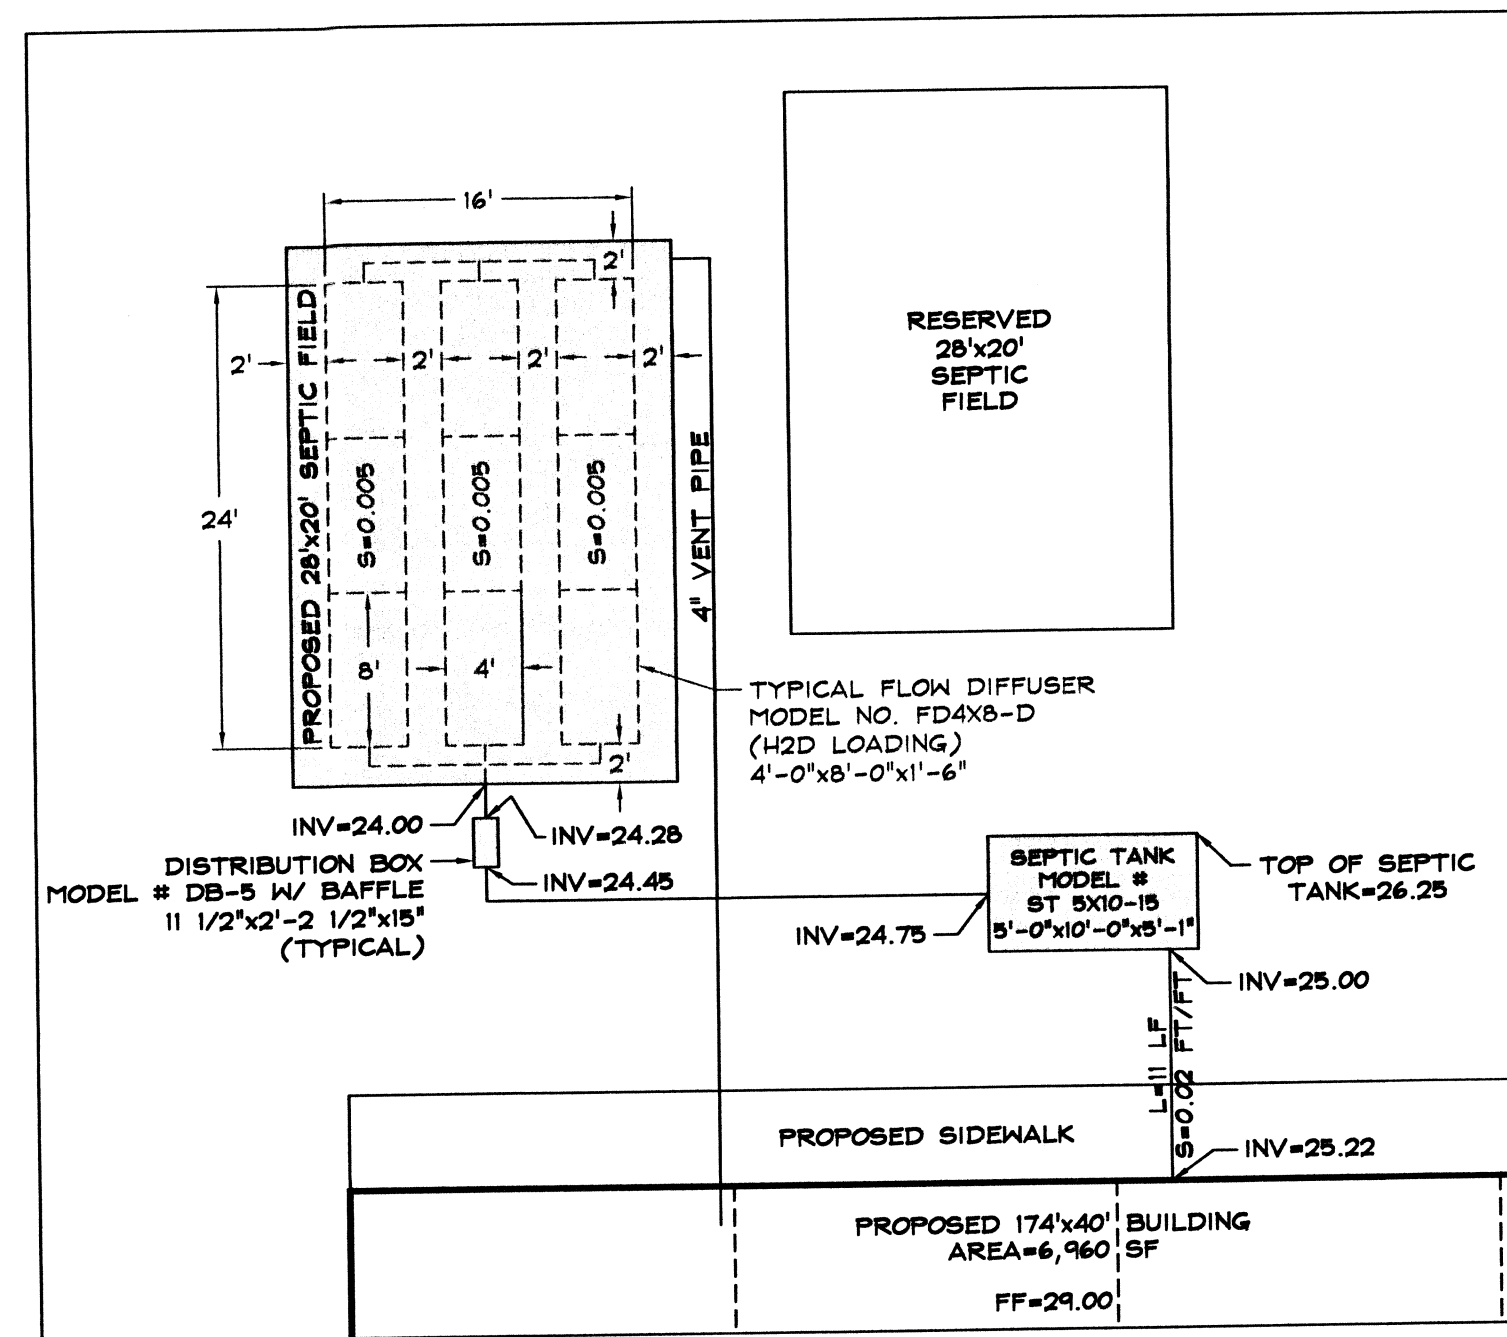 16'
2'
RESERVED
28'x20'
SEPTIC
FIELD
2'
2'
2'
2'
PROPOSED 28'x20' SEPTIC FIELD
24'
S=0.005
S=0.005
S=0.005
4" VENT PIPE
8'
4'
2'
TYPICAL FLOW DIFFUSER
MODEL NO. FD4X8-D
(H2D LOADING)
4'-0"x8'-0"x1'-6"
INV=24.00
INV=24.28
DISTRIBUTION BOX
MODEL # DB-5 W/ BAFFLE
11 1/2"x2'-2 1/2"x15"
(TYPICAL)
INV=24.45
SEPTIC TANK
MODEL #
ST 5X10-15
5'-0"x10'-0"x5'-1"
TOP OF SEPTIC
TANK=26.25
INV=24.75
INV=25.00
L=11 LF
S=0.02 FT/FT
PROPOSED SIDEWALK
INV=25.22
PROPOSED 174'x40' BUILDING
AREA=6,960 SF
FF=29.00